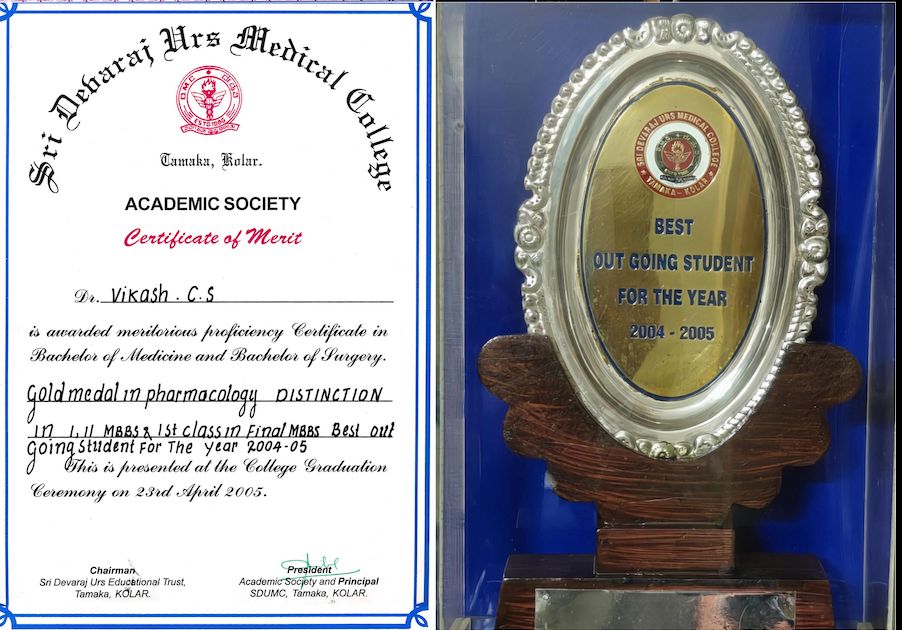 Sri Devaraj Urs Medical College
Tamaka, Kolar.
ACADEMIC SOCIETY
Certificate of Merit
Dr. Vikash . C.S
is awarded meritorious proficiency Certificate in
Bachelor of Medicine and Bachelor of Surgery.
Gold medal in pharmacology DISTINCTION
in I, II MBBS & 1st class in Final MBBS Best out
Going Student For The year 2004-05
This is presented at the College Graduation
Ceremony on 23rd April 2005.
Chairman
Sri Devaraj Urs Educational Trust,
Tamaka, KOLAR.
President
Academic Society and Principal
SDUMC, Tamaka, KOLAR.
SRI DEVARAJ URS MEDICAL COLLEGE
TAMAKA - KOLAR
BEST
OUT GOING STUDENT
FOR THE YEAR
2004 - 2005